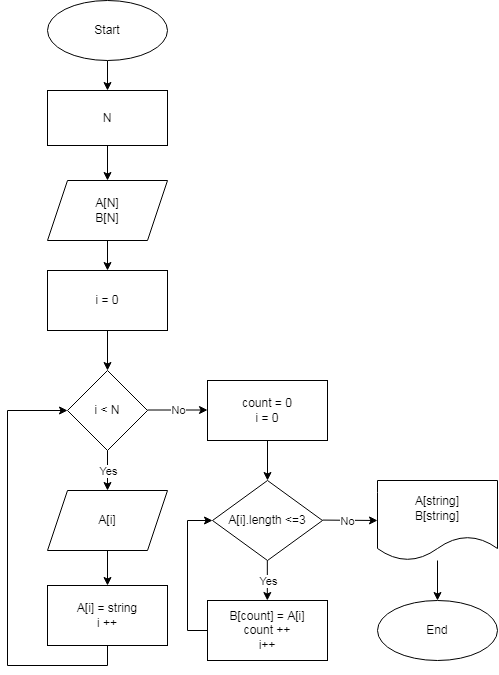 Start
N
A[N]
B[N]
i = 0
i < N
No
Yes
A[i]
A[i] = string
i ++
count = 0
i = 0
A[i].length <=3
No
Yes
B[count] = A[i]
count ++
i++
A[string]
B[string]
End